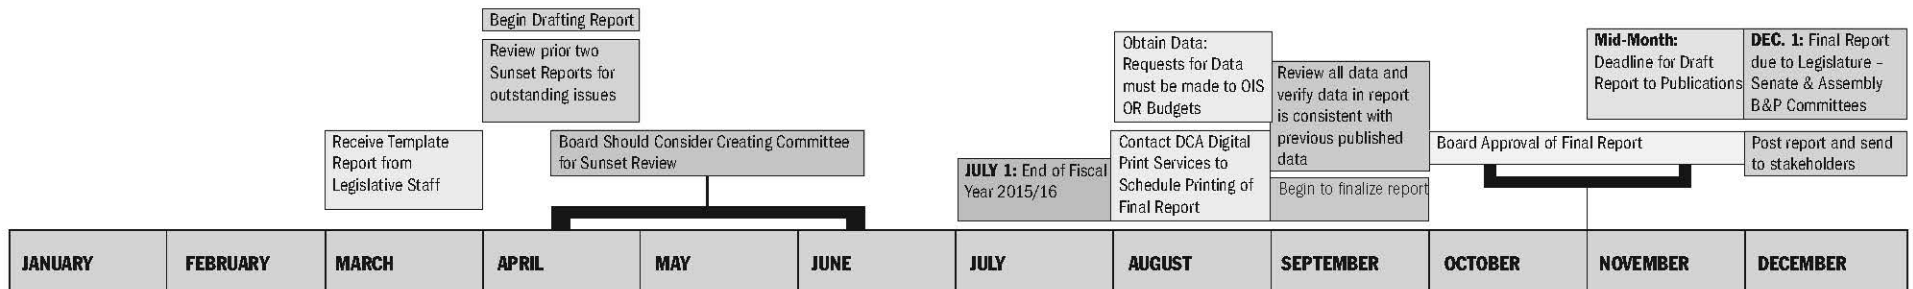 Begin Drafting Report
Review prior two
Sunset Reports for
outstanding issues
Receive Template
Report from
Legislative Staff
Board Should Consider Creating Committee
for Sunset Review
JULY 1: End of Fiscal
Year 2015/16
Obtain Data:
Requests for Data
must be made to OIS
OR Budgets
Contact DCA Digital
Print Services to
Schedule Printing of
Final Report
Review all data and
verify data in report
is consistent with
previous published
data
Begin to finalize report
Board Approval of Final Report
Mid-Month:
Deadline for Draft
Report to Publications
DEC. 1: Final Report
due to Legislature –
Senate & Assembly
B&P Committees
Post report and send
to stakeholders
JANUARY
FEBRUARY
MARCH
APRIL
MAY
JUNE
JULY
AUGUST
SEPTEMBER
OCTOBER
NOVEMBER
DECEMBER